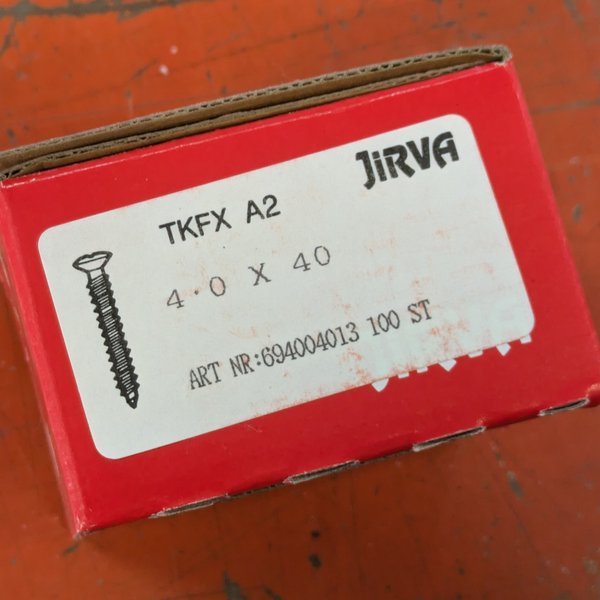 JiRVA
TKFX A2
4.0 X 40
ART NR:694004013 100 ST